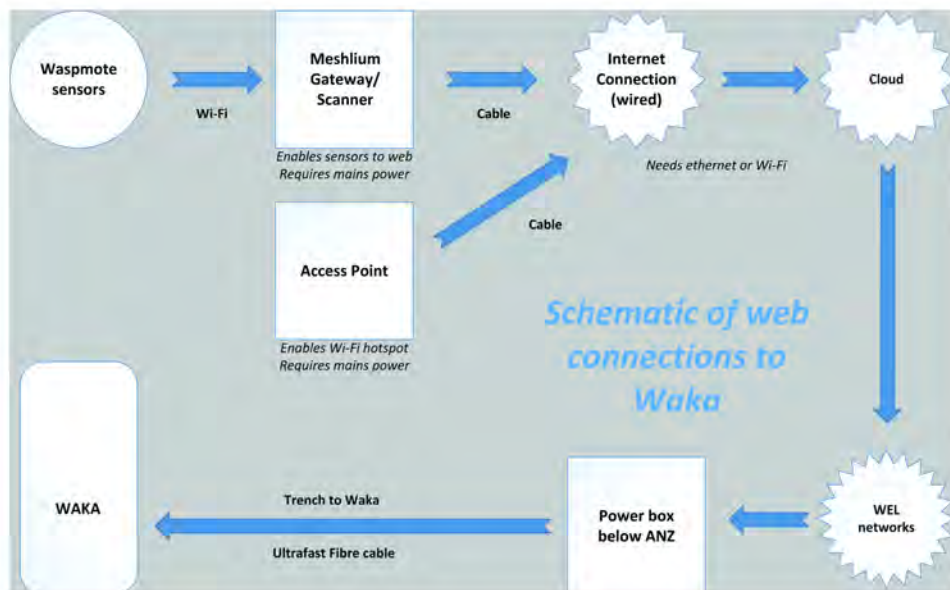 Waspmote
sensors
Wi-Fi
Meshlium
Gateway/
Scanner
Enables sensors to web
Requires mains power
Cable
Internet
Connection
(wired)
Needs ethernet or Wi-Fi
Cloud
Access Point
Enables Wi-Fi hotspot
Requires mains power
Cable
Schematic of web
connections to
Waka
WAKA
Trench to Waka
Ultrafast Fibre cable
Power box
below ANZ
WEL
networks